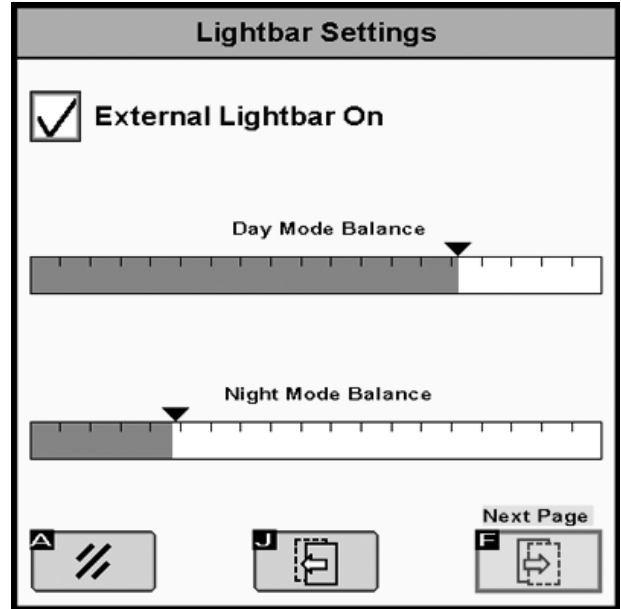 Lightbar Settings
External Lightbar On
Day Mode Balance
Night Mode Balance
Next Page
A
J
F